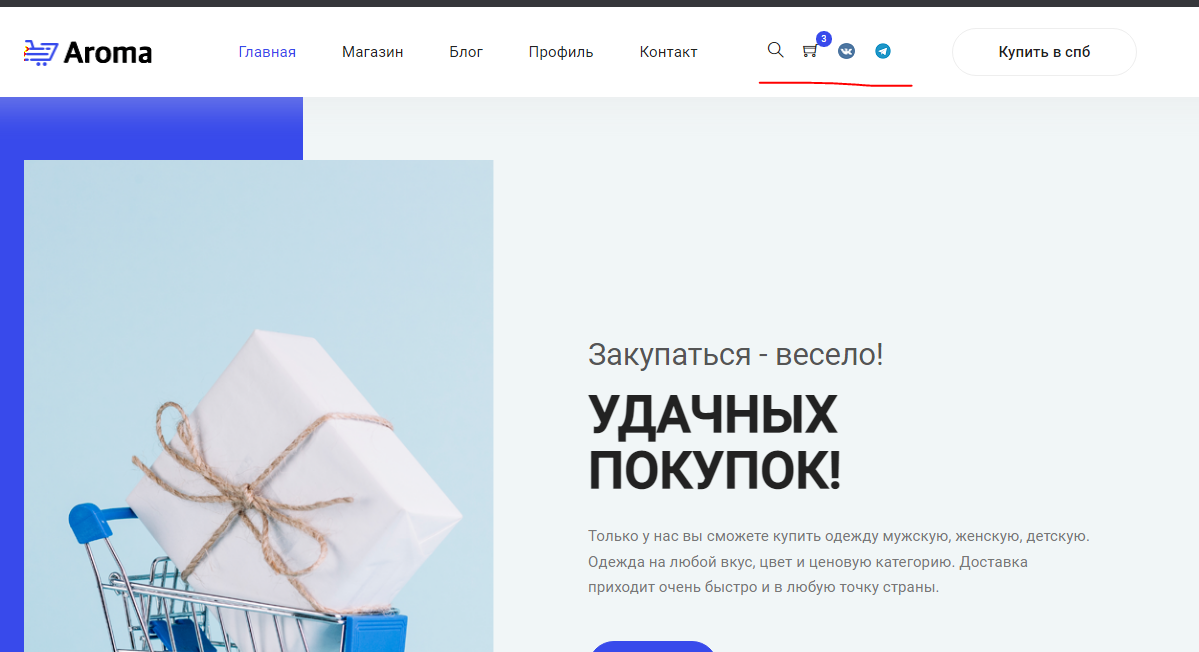 Aroma Главная Магазин Блог Профиль Контакт 3 Купить в спб
Закупаться - весело!
УДАЧНЫХ
ПОКУПОК!
Только у нас вы сможете купить одежду мужскую, женскую, детскую.
Одежда на любой вкус, цвет и ценовую категорию. Доставка
приходит очень быстро и в любую точку страны.